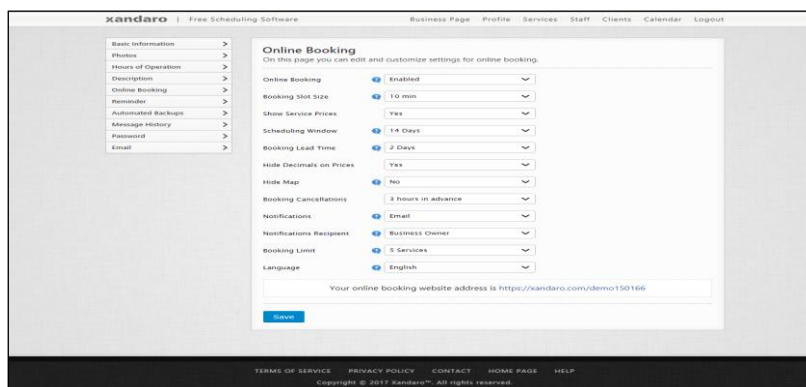 xandaro | Free Scheduling Software
Business Page Profile Services Staff Clients Calendar Logout
Basic Information
Photos
Hours of Operation
Description
Online Booking
Reminder
Automated Backups
Message History
Password
Email
Online Booking
On this page you can edit and customize settings for online booking.
Online Booking ? Enabled
Booking Slot Size ? 10 min
Show Service Prices Yes
Scheduling Window ? 14 Days
Booking Lead Time ? 2 Days
Hide Decimals on Prices Yes
Hide Map ? No
Booking Cancellations 3 hours in advance
Notifications ? Email
Notifications Recipient ? Business Owner
Booking Limit ? 5 Services
Language ? English
Your online booking website address is https://xandaro.com/demo150166
Save
TERMS OF SERVICE PRIVACY POLICY CONTACT HOME PAGE HELP
Copyright © 2017 Xandaro™. All rights reserved.